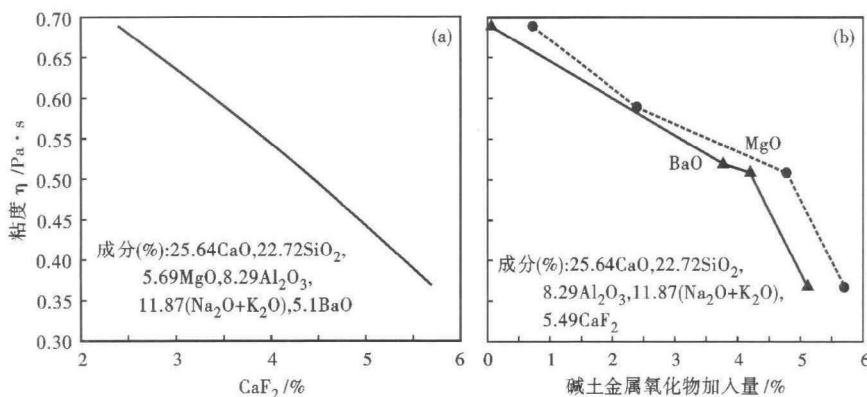 0.70
0.65
0.60
0.55
0.50
0.45
0.40
0.35
0.30
粘度 η /Pa·s
(a)
成分(%):25.64CaO,22.72SiO₂,
5.69MgO,8.29Al₂O₃,
11.87(Na₂O+K₂O),5.1BaO
2 3 4 5 6
CaF₂/%
(b)
MgO
BaO
成分(%):25.64CaO,22.72SiO₂,
8.29Al₂O₃,11.87(Na₂O+K₂O),
5.49CaF₂
0 1 2 3 4 5 6
碱土金属氧化物加入量/%